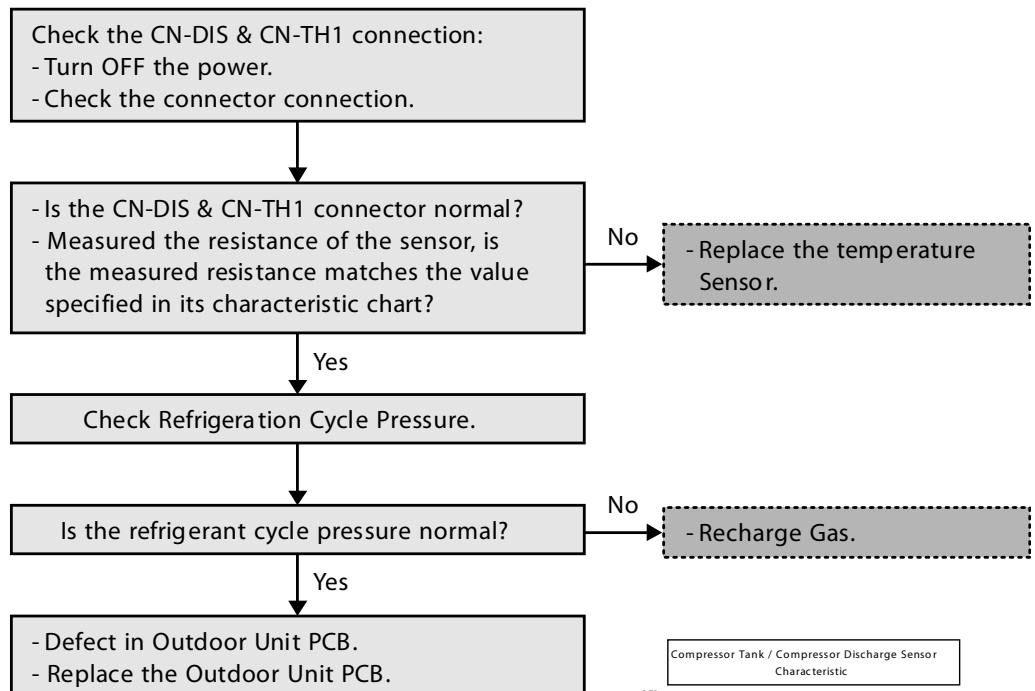 Check the CN-DIS & CN-TH1 connection:
- Turn OFF the power.
- Check the connector connection.
- Is the CN-DIS & CN-TH1 connector normal?
- Measured the resistance of the sensor, is
the measured resistance matches the value
specified in its characteristic chart?
No
- Replace the temperature
Sensor.
Yes
Check Refrigeration Cycle Pressure.
Is the refrigerant cycle pressure normal?
No
- Recharge Gas.
Yes
- Defect in Outdoor Unit PCB.
- Replace the Outdoor Unit PCB.
Compressor Tank / Compressor Discharge Sensor
Characteristic